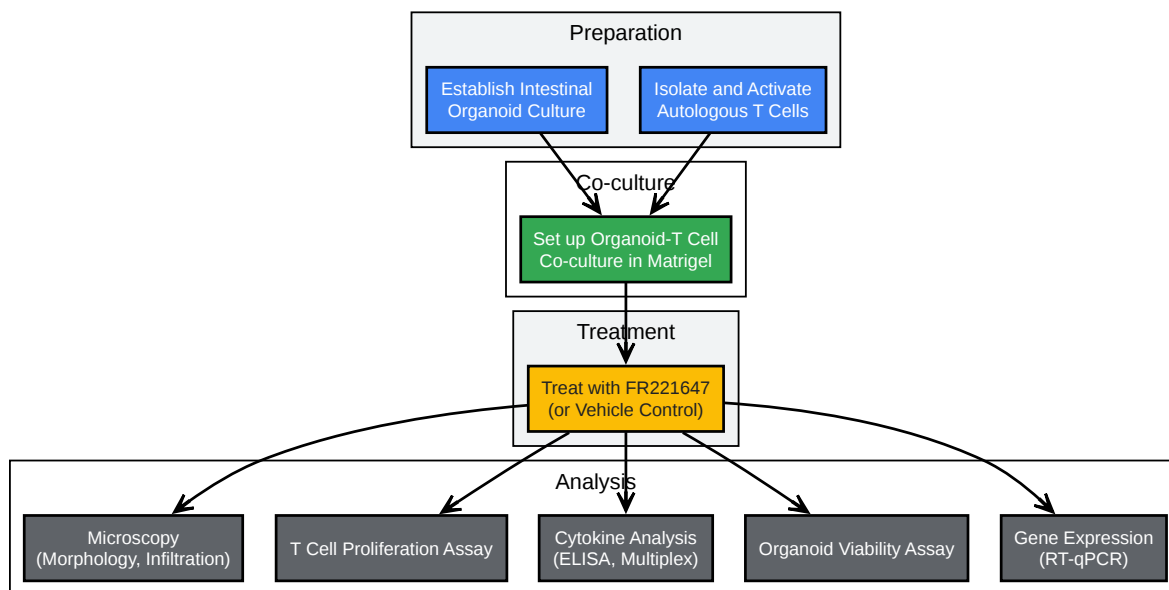 Preparation
Establish Intestinal
Organoid Culture
Isolate and Activate
Autologous T Cells
Co-culture
Set up Organoid-T Cell
Co-culture in Matrigel
Treatment
Treat with FR221647
(or Vehicle Control)
Analysis
Microscopy
(Morphology, Infiltration)
T Cell Proliferation Assay
Cytokine Analysis
(ELISA, Multiplex)
Organoid Viability Assay
Gene Expression
(RT-qPCR)